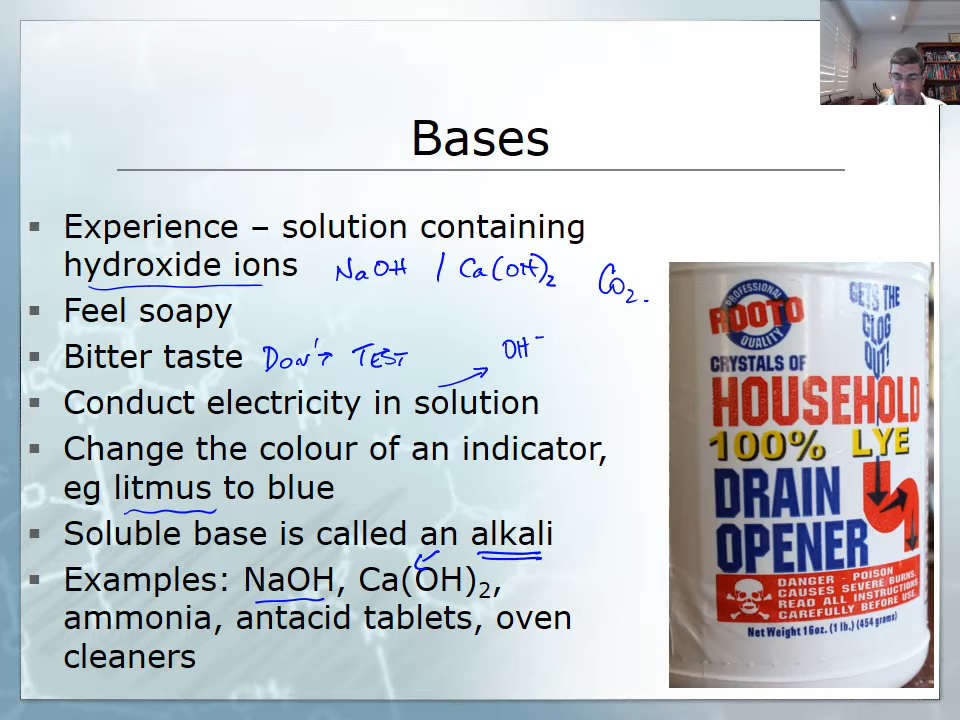 Bases
▪ Experience – solution containing
hydroxide ions NaOH / Ca(OH)₂ CO₂.
▪ Feel soapy
▪ Bitter taste DON'T TEST OH⁻
▪ Conduct electricity in solution
▪ Change the colour of an indicator,
eg litmus to blue
▪ Soluble base is called an alkali
▪ Examples: NaOH, Ca(OH)₂,
ammonia, antacid tablets, oven
cleaners
PROFESSIONAL
ROOTO
QUALITY
GETS THE
CLOG
OUT!
CRYSTALS OF
HOUSEHOLD
100% LYE
DRAIN
OPENER
DANGER - POISON
CAUSES SEVERE BURNS.
READ ALL INSTRUCTIONS
CAREFULLY BEFORE USE.
Net Weight 16oz. (1 lb.) (454 grams)